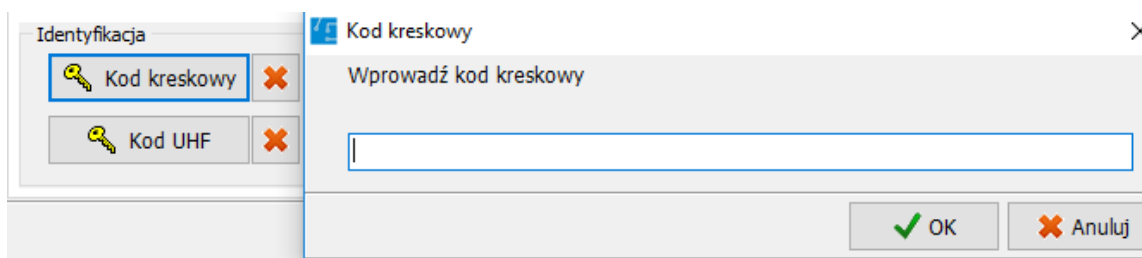 Identyfikacja
Kod kreskowy
Kod UHF
Kod kreskowy
Wprowadź kod kreskowy
OK
Anuluj